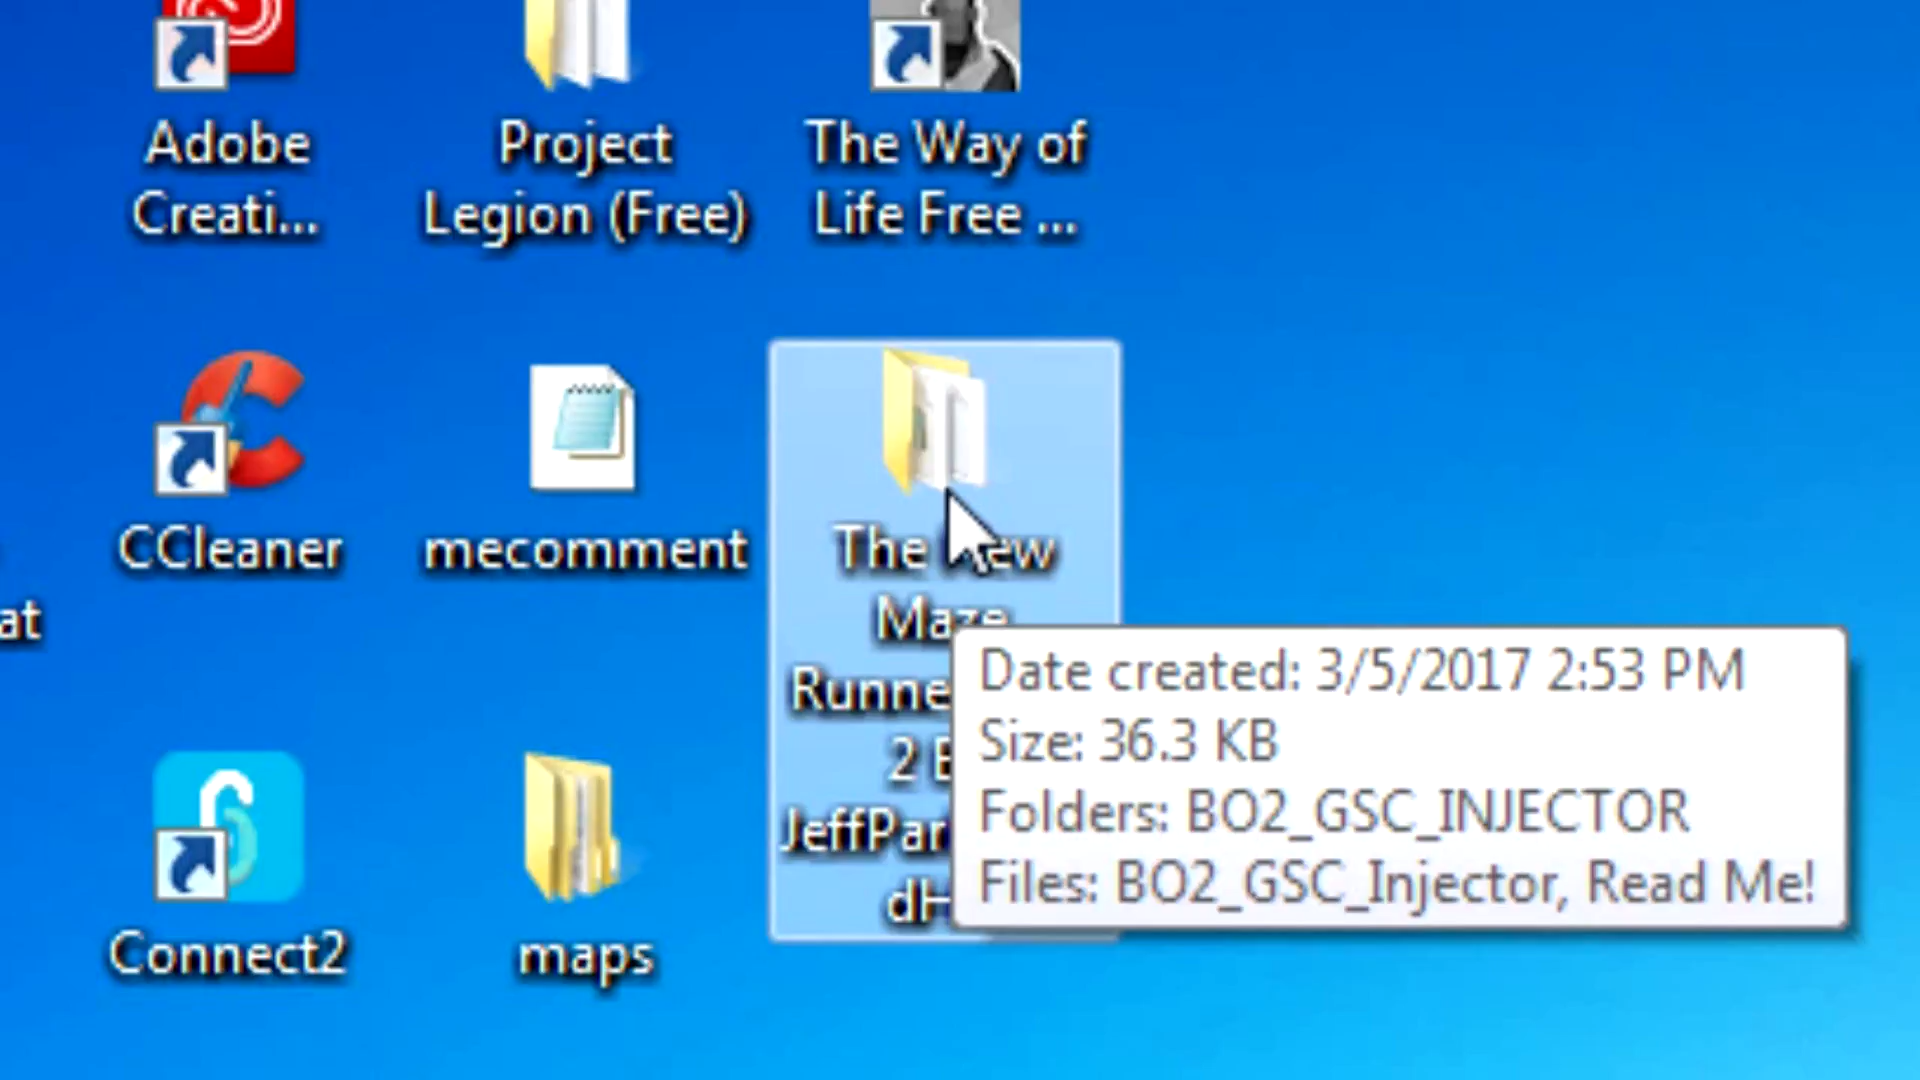 Adobe
Creati...
Project
Legion (Free)
The Way of
Life Free ...
CCleaner
mecomment
The
Maze
Runne
2
JeffPar
at
Date created: 3/5/2017 2:53 PM
Size: 36.3 KB
Folders: BO2_GSC_INJECTOR
Files: BO2_GSC_Injector, Read Me!
Connect2
maps